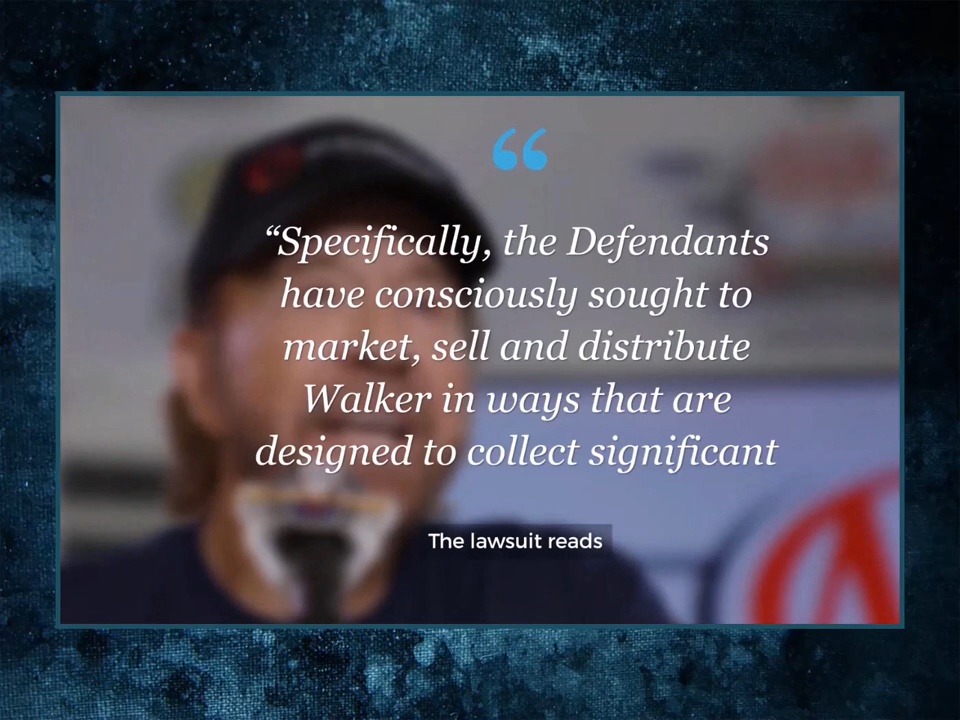 “
“Specifically, the Defendants
have consciously sought to
market, sell and distribute
Walker in ways that are
designed to collect significant
The lawsuit reads